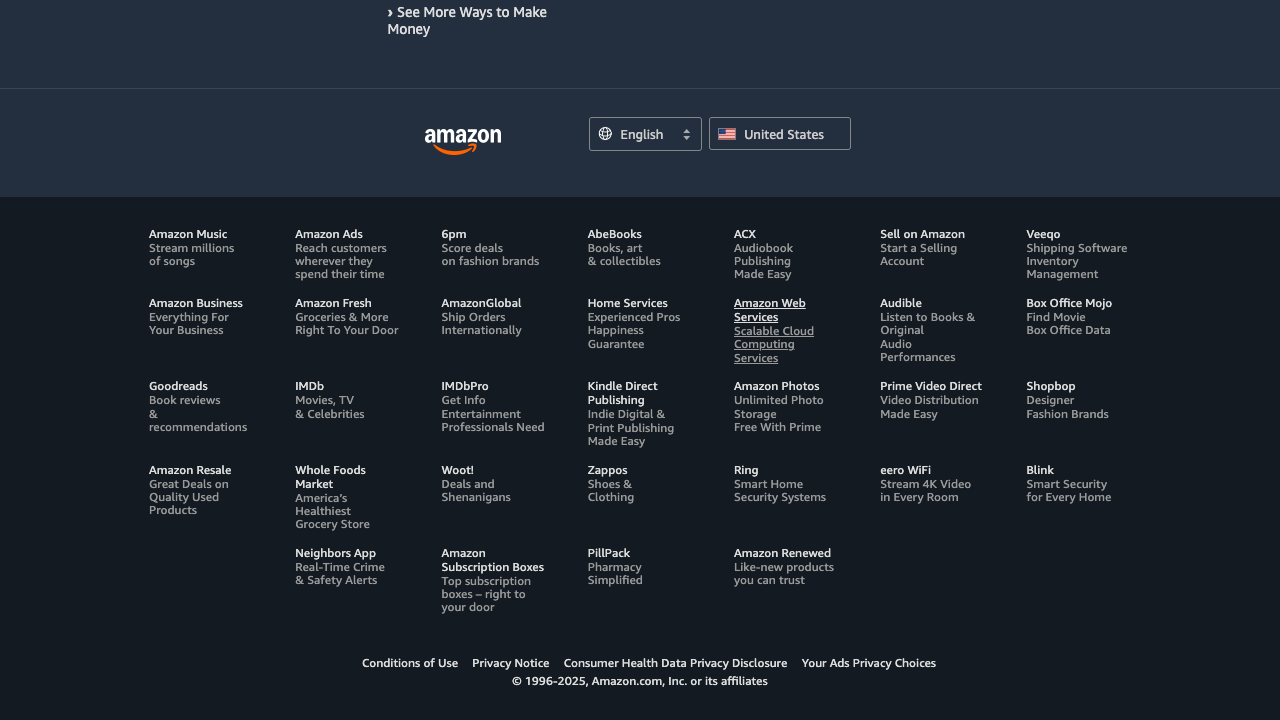 › See More Ways to Make
Money
amazon
English
United States
Amazon Music
Stream millions
of songs
Amazon Ads
Reach customers
wherever they
spend their time
6pm
Score deals
on fashion brands
AbeBooks
Books, art
& collectibles
ACX
Audiobook
Publishing
Made Easy
Sell on Amazon
Start a Selling
Account
Veeqo
Shipping Software
Inventory
Management
Amazon Business
Everything For
Your Business
Amazon Fresh
Groceries & More
Right To Your Door
AmazonGlobal
Ship Orders
Internationally
Home Services
Experienced Pros
Happiness
Guarantee
Amazon Web
Services
Scalable Cloud
Computing
Services
Audible
Listen to Books &
Original
Audio
Performances
Box Office Mojo
Find Movie
Box Office Data
Goodreads
Book reviews
&
recommendations
IMDb
Movies, TV
& Celebrities
IMDbPro
Get Info
Entertainment
Professionals Need
Kindle Direct
Publishing
Indie Digital &
Print Publishing
Made Easy
Amazon Photos
Unlimited Photo
Storage
Free With Prime
Prime Video Direct
Video Distribution
Made Easy
Shopbop
Designer
Fashion Brands
Amazon Resale
Great Deals on
Quality Used
Products
Whole Foods
Market
America's
Healthiest
Grocery Store
Woot!
Deals and
Shenanigans
Zappos
Shoes &
Clothing
Ring
Smart Home
Security Systems
eero WiFi
Stream 4K Video
in Every Room
Blink
Smart Security
for Every Home
Neighbors App
Real-Time Crime
& Safety Alerts
Amazon
Subscription Boxes
Top subscription
boxes – right to
your door
PillPack
Pharmacy
Simplified
Amazon Renewed
Like-new products
you can trust
Conditions of Use Privacy Notice Consumer Health Data Privacy Disclosure Your Ads Privacy Choices
© 1996-2025, Amazon.com, Inc. or its affiliates